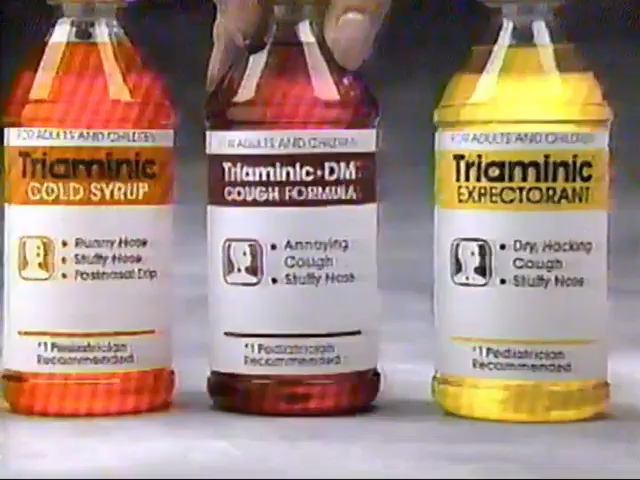 FOR ADULTS AND CHILDREN
Triaminic
COLD SYRUP
• Runny Nose
• Stuffy Nose
• Postnasal Drip
#1 Pediatrician
Recommended
FOR ADULTS AND CHILDREN
Triaminic-DM
COUGH FORMULA
• Annoying
Cough
• Stuffy Nose
#1 Pediatrician
Recommended
FOR ADULTS AND CHILDREN
Triaminic
EXPECTORANT
• Dry, Hacking
Cough
• Stuffy Nose
#1 Pediatrician
Recommended